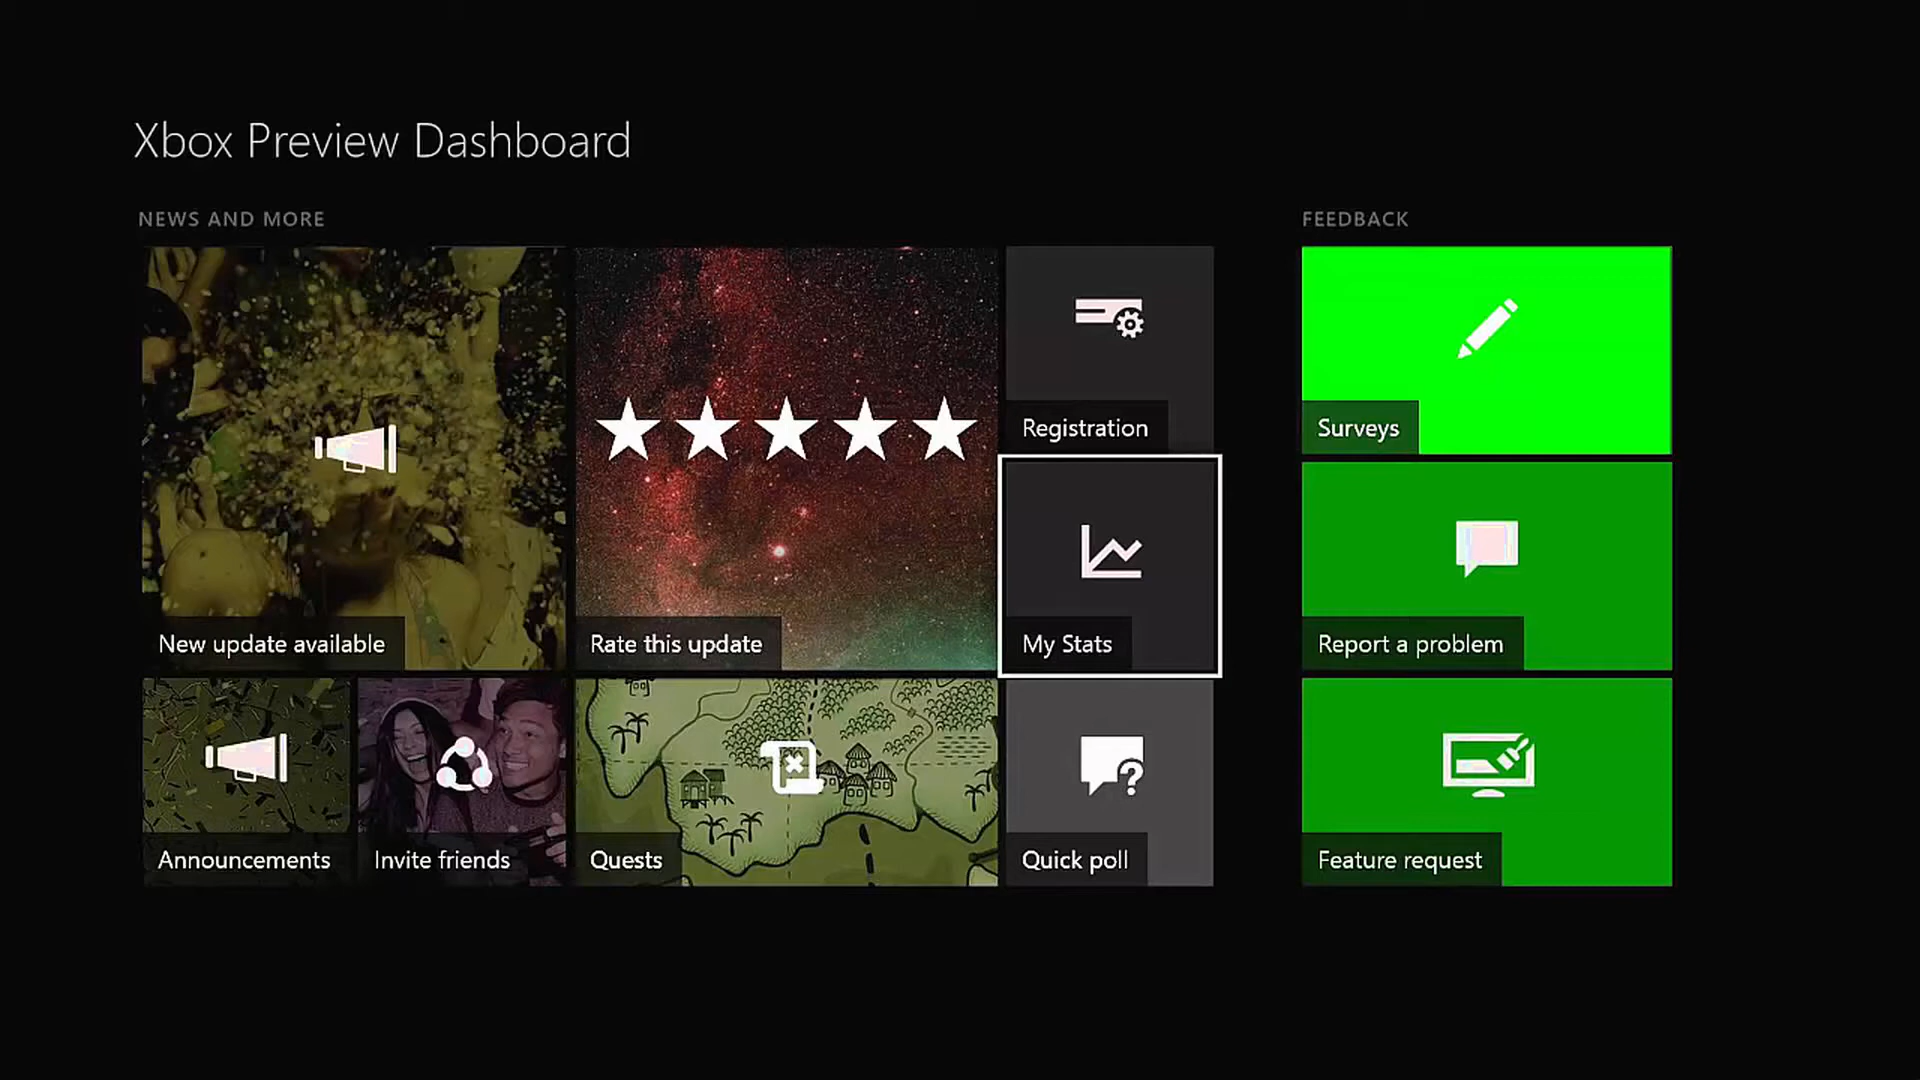 Xbox Preview Dashboard
NEWS AND MORE
New update available
Rate this update
Registration
My Stats
Announcements
Invite friends
Quests
Quick poll
FEEDBACK
Surveys
Report a problem
Feature request